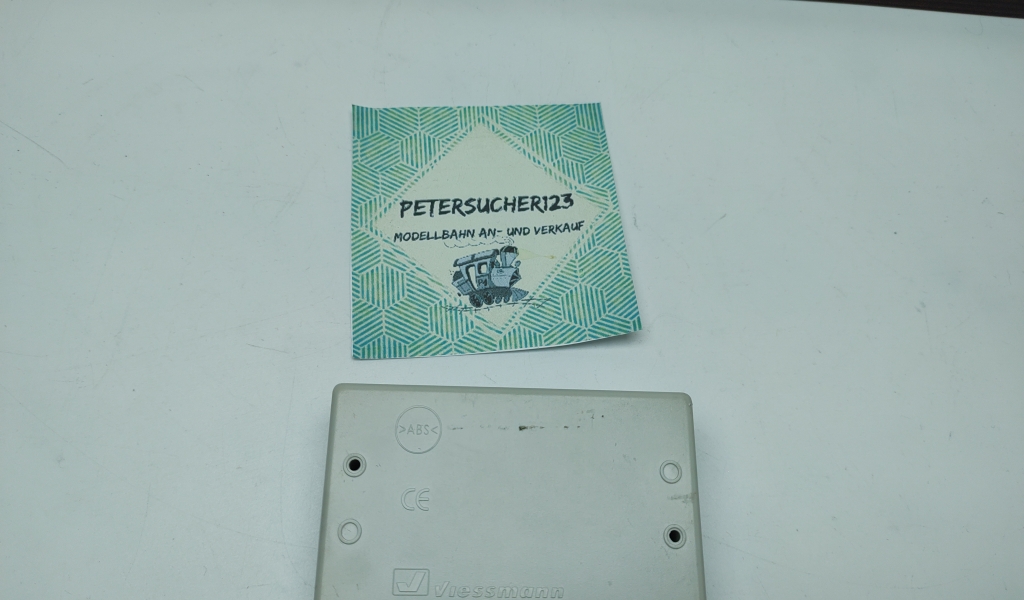 PETERSUCHER123
MODELLBAHN AN- UND VERKAUF
>ABS<
CE
Viessmann